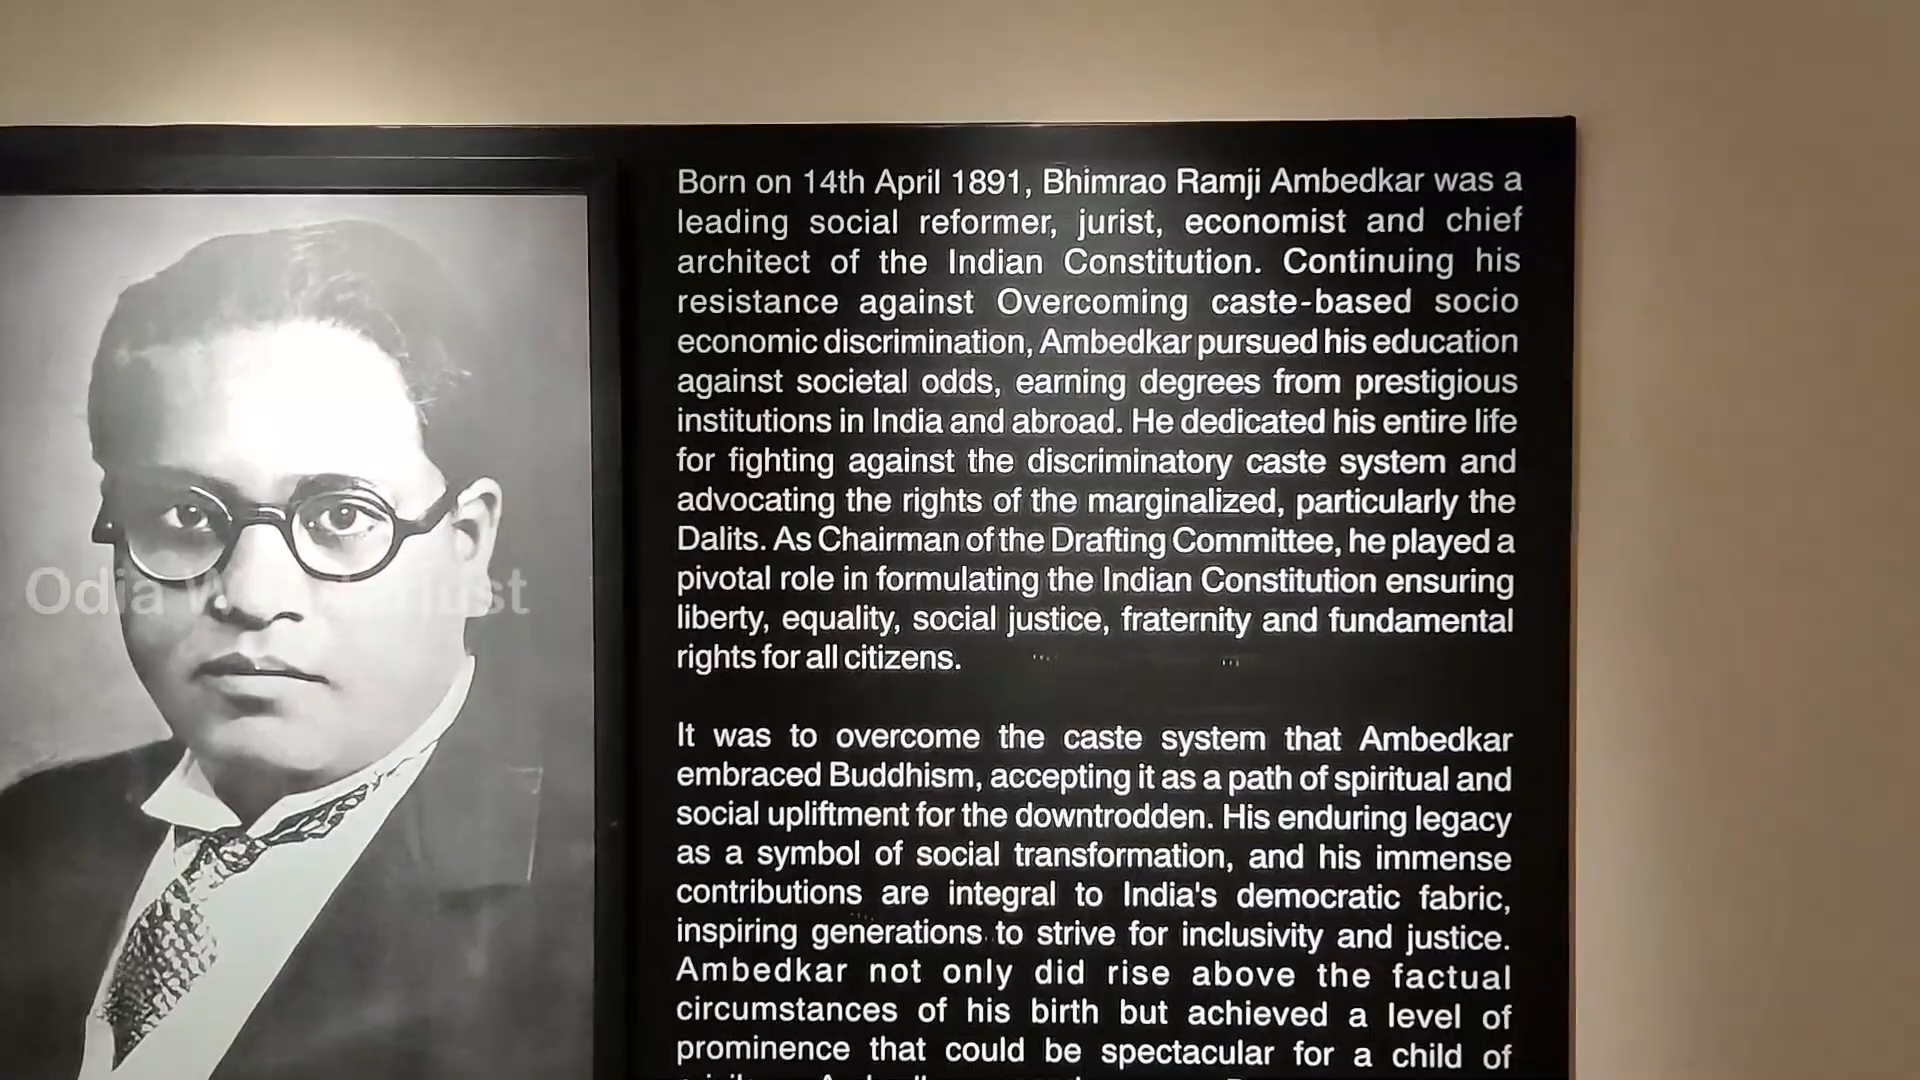 Born on 14th April 1891, Bhimrao Ramji Ambedkar was a
leading social reformer, jurist, economist and chief
architect of the Indian Constitution. Continuing his
resistance against Overcoming caste-based socio
economic discrimination, Ambedkar pursued his education
against societal odds, earning degrees from prestigious
institutions in India and abroad. He dedicated his entire life
for fighting against the discriminatory caste system and
advocating the rights of the marginalized, particularly the
Dalits. As Chairman of the Drafting Committee, he played a
pivotal role in formulating the Indian Constitution ensuring
liberty, equality, social justice, fraternity and fundamental
rights for all citizens.
It was to overcome the caste system that Ambedkar
embraced Buddhism, accepting it as a path of spiritual and
social upliftment for the downtrodden. His enduring legacy
as a symbol of social transformation, and his immense
contributions are integral to India's democratic fabric,
inspiring generations to strive for inclusivity and justice.
Ambedkar not only did rise above the factual
circumstances of his birth but achieved a level of
prominence that could be spectacular for a child of
Odia Wanderlust